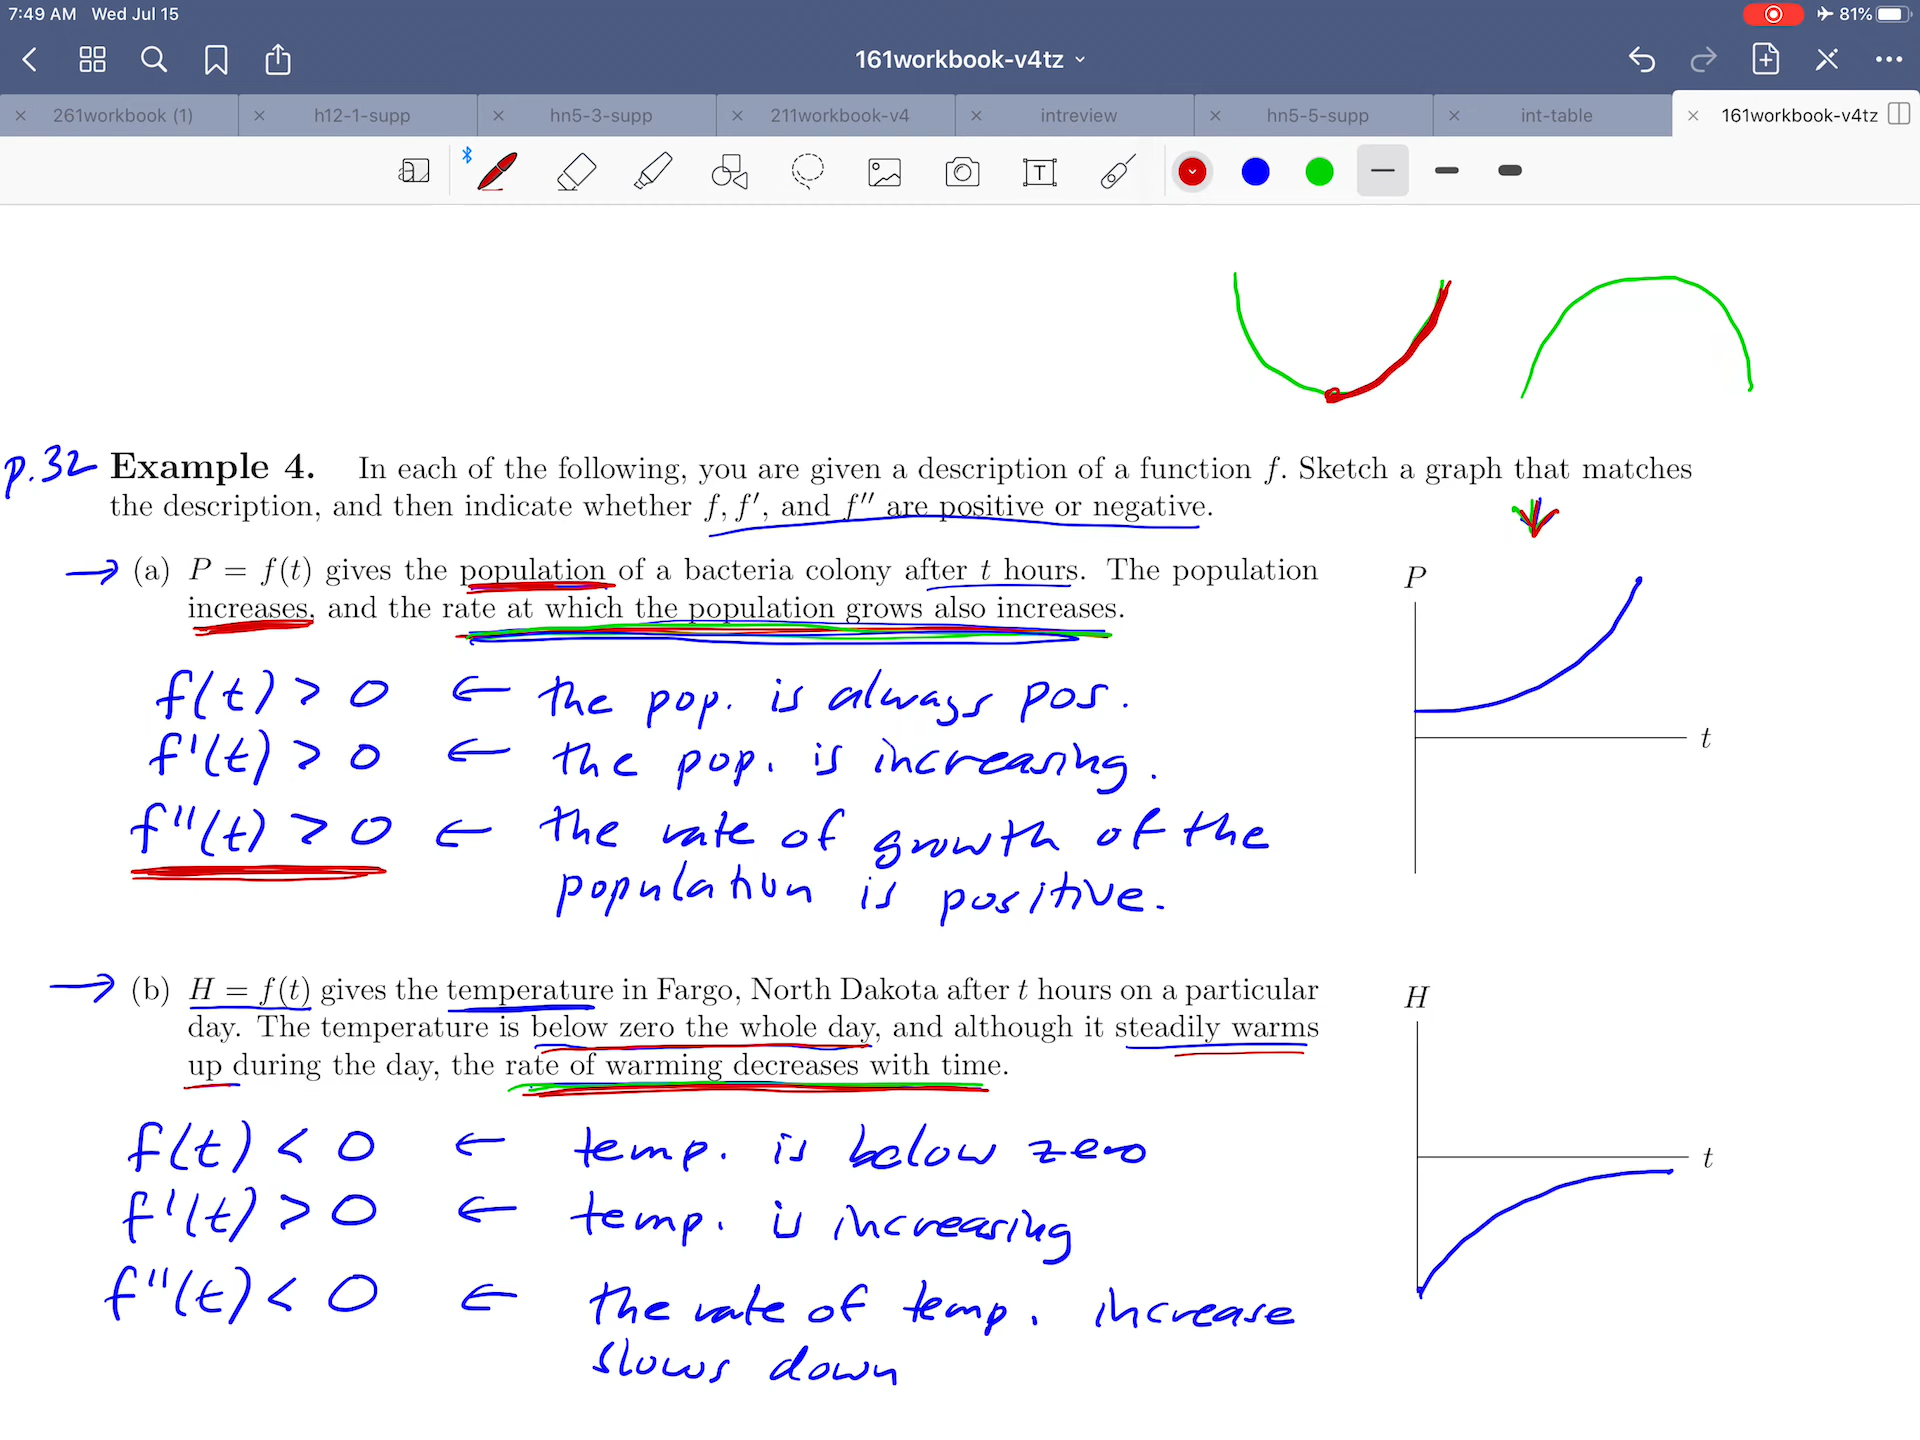 7:49 AM Wed Jul 15
81%
161workbook-v4tz
261workbook (1)
h12-1-supp
hn5-3-supp
211workbook-v4
intreview
hn5-5-supp
int-table
161workbook-v4tz
a
T
p.32 Example 4. In each of the following, you are given a description of a function f. Sketch a graph that matches
the description, and then indicate whether f, f′, and f″ are positive or negative.
(a) P = f(t) gives the population of a bacteria colony after t hours. The population
increases, and the rate at which the population grows also increases.
P
t
f(t) > 0 ← the pop. is always pos.
f'(t) > 0 ← the pop. is increasing.
f''(t) > 0 ← the rate of growth of the
population is positive.
→ (b) H = f(t) gives the temperature in Fargo, North Dakota after t hours on a particular
day. The temperature is below zero the whole day, and although it steadily warms
up during the day, the rate of warming decreases with time.
H
t
f(t) < 0 ← temp. is below zero
f'(t) > 0 ← temp. is increasing
f''(t) < 0 ← the rate of temp. increase
slows down